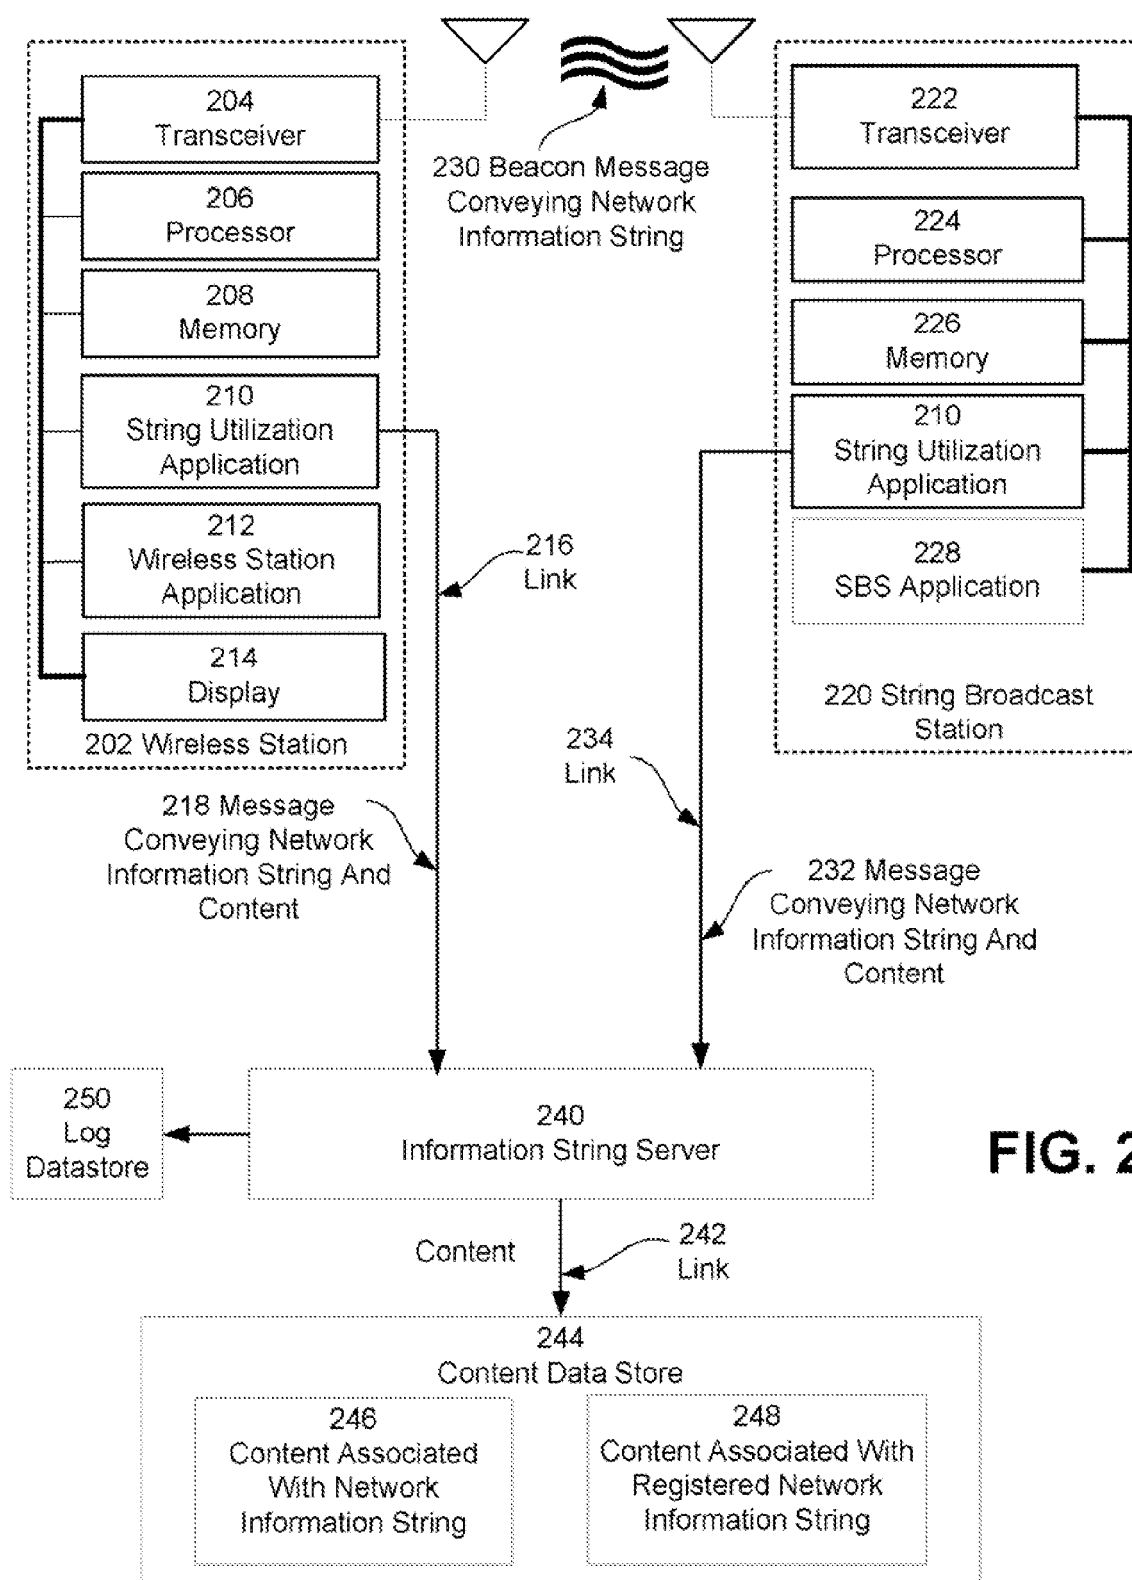 204
Transceiver
206
Processor
208
Memory
210
String Utilization
Application
212
Wireless Station
Application
214
Display
202 Wireless Station
230 Beacon Message
Conveying Network
Information String
222
Transceiver
224
Processor
226
Memory
210
String Utilization
Application
228
SBS Application
220 String Broadcast
Station
216
Link
234
Link
218 Message
Conveying Network
Information String And
Content
232 Message
Conveying Network
Information String And
Content
250
Log
Datastore
240
Information String Server
FIG. 2
Content
242
Link
244
Content Data Store
246
Content Associated
With Network
Information String
248
Content Associated With
Registered Network
Information String